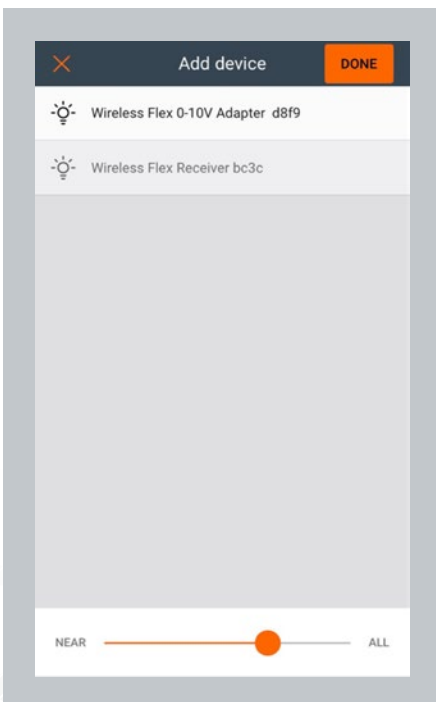 Add device DONE
Wireless Flex 0-10V Adapter d8f9
Wireless Flex Receiver bc3c
NEAR ALL